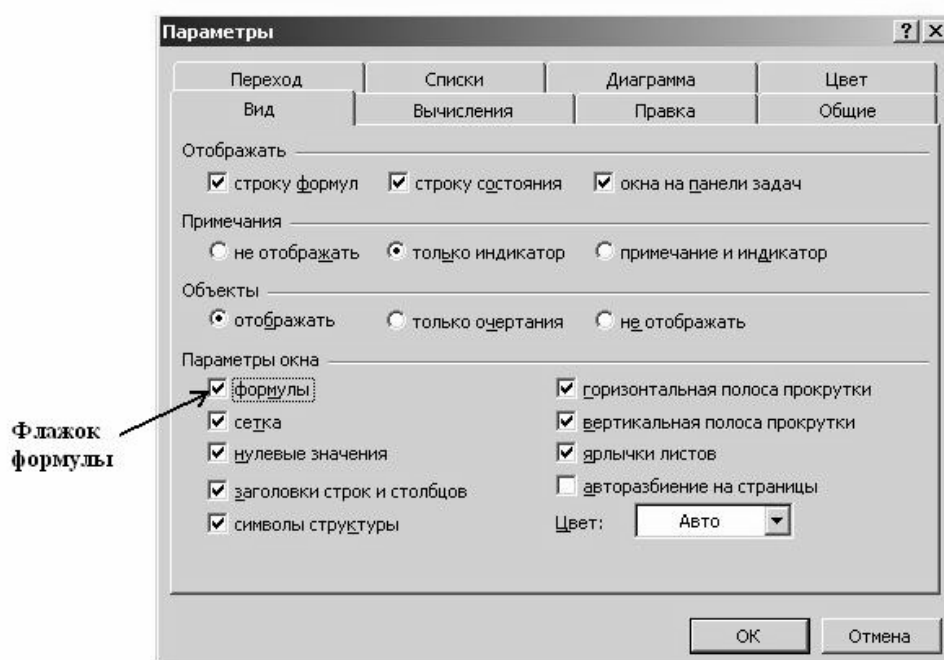 Параметры
Переход Списки Диаграмма Цвет
Вид Вычисления Правка Общие
Отображать
строку формул строку состояния окна на панели задач
Примечания
не отображать только индикатор примечание и индикатор
Объекты
отображать только очертания не отображать
Параметры окна
формулы горизонтальная полоса прокрутки
сетка вертикальная полоса прокрутки
нулевые значения ярлычки листов
заголовки строк и столбцов авторазбиение на страницы
символы структуры Цвет: Авто
Флажок
формулы
OK Отмена